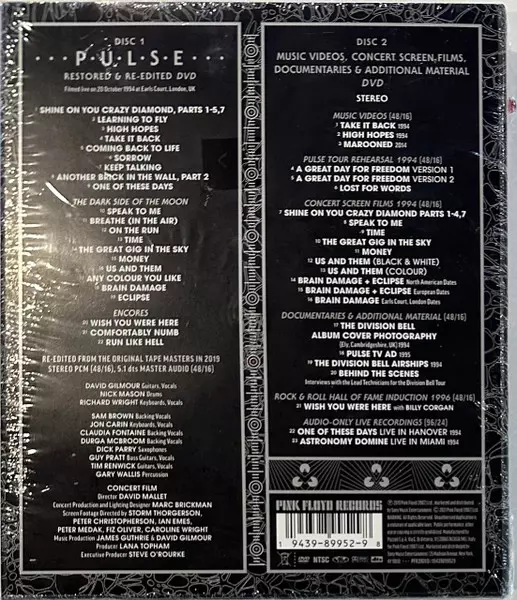 DISC 1
P·U·L·S·E
RESTORED & RE-EDITED DVD
Filmed live on 20 October 1994 at Earls Court, London, UK
1 SHINE ON YOU CRAZY DIAMOND, PARTS 1-5,7
2 LEARNING TO FLY
3 HIGH HOPES
4 TAKE IT BACK
5 COMING BACK TO LIFE
6 SORROW
7 KEEP TALKING
8 ANOTHER BRICK IN THE WALL, PART 2
9 ONE OF THESE DAYS
THE DARK SIDE OF THE MOON
10 SPEAK TO ME
11 BREATHE (IN THE AIR)
12 ON THE RUN
13 TIME
14 THE GREAT GIG IN THE SKY
15 MONEY
16 US AND THEM
17 ANY COLOUR YOU LIKE
18 BRAIN DAMAGE
19 ECLIPSE
ENCORES
20 WISH YOU WERE HERE
21 COMFORTABLY NUMB
22 RUN LIKE HELL
RE-EDITED FROM THE ORIGINAL TAPE MASTERS IN 2019
STEREO PCM (48/16), 5.1 dts MASTER AUDIO (48/16)
DAVID GILMOUR Guitars, Vocals
NICK MASON Drums
RICHARD WRIGHT Keyboards, Vocals
SAM BROWN Backing Vocals
JON CARIN Keyboards, Vocals
CLAUDIA FONTAINE Backing Vocals
DURGA MCBROOM Backing Vocals
DICK PARRY Saxophones
GUY PRATT Bass Guitars, Vocals
TIM RENWICK Guitars, Vocals
GARY WALLIS Percussion
CONCERT FILM
Director DAVID MALLET
Concert Production and Lighting Designer MARC BRICKMAN
Screen Footage Directed by STORM THORGERSON,
PETER CHRISTOPHERSON, IAN EMES,
PETER MEDAK, FIZ OLIVER, CAROLINE WRIGHT
Music Production JAMES GUTHRIE & DAVID GILMOUR
Producer LANA TOPHAM
Executive Producer STEVE O'ROURKE
DISC 2
MUSIC VIDEOS, CONCERT SCREEN FILMS,
DOCUMENTARIES & ADDITIONAL MATERIAL
DVD
STEREO
MUSIC VIDEOS (48/16)
1 TAKE IT BACK 1994
2 HIGH HOPES 1994
3 MAROONED 2014
PULSE TOUR REHEARSAL 1994 (48/16)
4 A GREAT DAY FOR FREEDOM VERSION 1
5 A GREAT DAY FOR FREEDOM VERSION 2
6 LOST FOR WORDS
CONCERT SCREEN FILMS 1994 (48/16)
7 SHINE ON YOU CRAZY DIAMOND PARTS 1-4,7
8 SPEAK TO ME
9 TIME
10 THE GREAT GIG IN THE SKY
11 MONEY
12 US AND THEM (BLACK & WHITE)
13 US AND THEM (COLOUR)
14 BRAIN DAMAGE + ECLIPSE North American Dates
15 BRAIN DAMAGE + ECLIPSE European Dates
16 BRAIN DAMAGE Earls Court, London Dates
DOCUMENTARIES & ADDITIONAL MATERIAL (48/16)
17 THE DIVISION BELL
ALBUM COVER PHOTOGRAPHY
(Ely, Cambridgeshire, UK) 1994
18 PULSE TV AD 1995
19 THE DIVISION BELL AIRSHIPS 1994
20 BEHIND THE SCENES
Interviews with the Lead Technicians for the Division Bell Tour
ROCK & ROLL HALL OF FAME INDUCTION 1996 (48/16)
21 WISH YOU WERE HERE with BILLY CORGAN
AUDIO-ONLY LIVE RECORDINGS (96/24)
22 ONE OF THESE DAYS LIVE IN HANOVER 1994
23 ASTRONOMY DOMINE LIVE IN MIAMI 1994
PINK FLOYD RECORDS
1 9439-89952-9 8
DVD NTSC